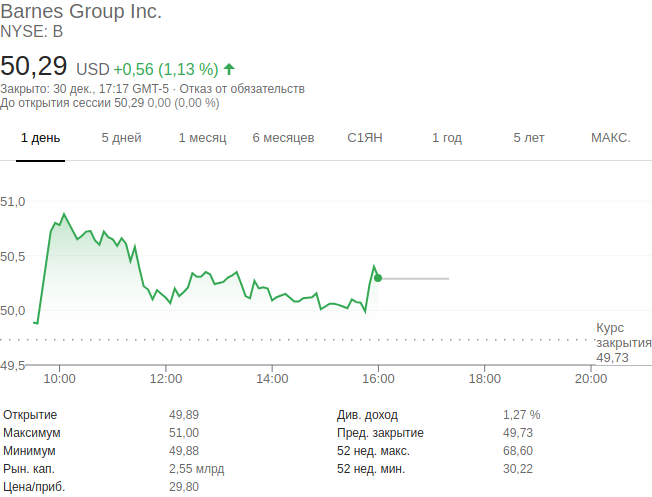 Barnes Group Inc.
NYSE: B
50,29 USD +0,56 (1,13 %)
Закрыто: 30 дек., 17:17 GMT-5 · Отказ от обязательств
До открытия сессии 50,29 0,00 (0,00 %)
1 день 5 дней 1 месяц 6 месяцев С1ЯН 1 год 5 лет МАКС.
51,0
50,5
50,0
Курс
закрытия
49,73
49,5
10:00 12:00 14:00 16:00 18:00 20:00
Открытие 49,89 Див. доход 1,27 %
Максимум 51,00 Пред. закрытие 49,73
Минимум 49,88 52 нед. макс. 68,60
Рын. кап. 2,55 млрд 52 нед. мин. 30,22
Цена/приб. 29,80